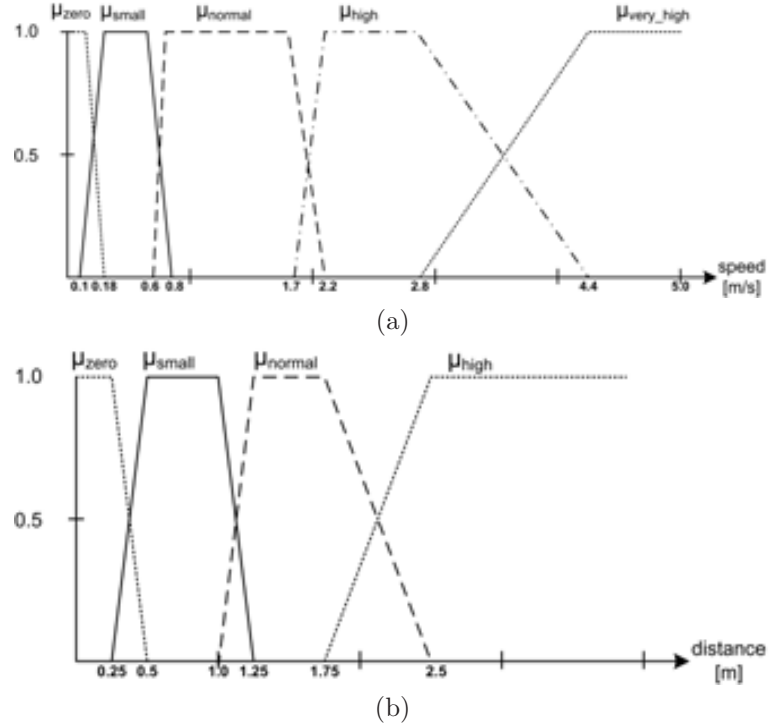 μzero μsmall μnormal μhigh μvery_high
1.0
0.5
0.1 0.18 0.6 0.8 1.7 2.2 2.8 4.4 5.0
speed
[m/s]
(a)
μzero μsmall μnormal μhigh
1.0
0.5
0.25 0.5 1.0 1.25 1.75 2.5
distance
[m]
(b)